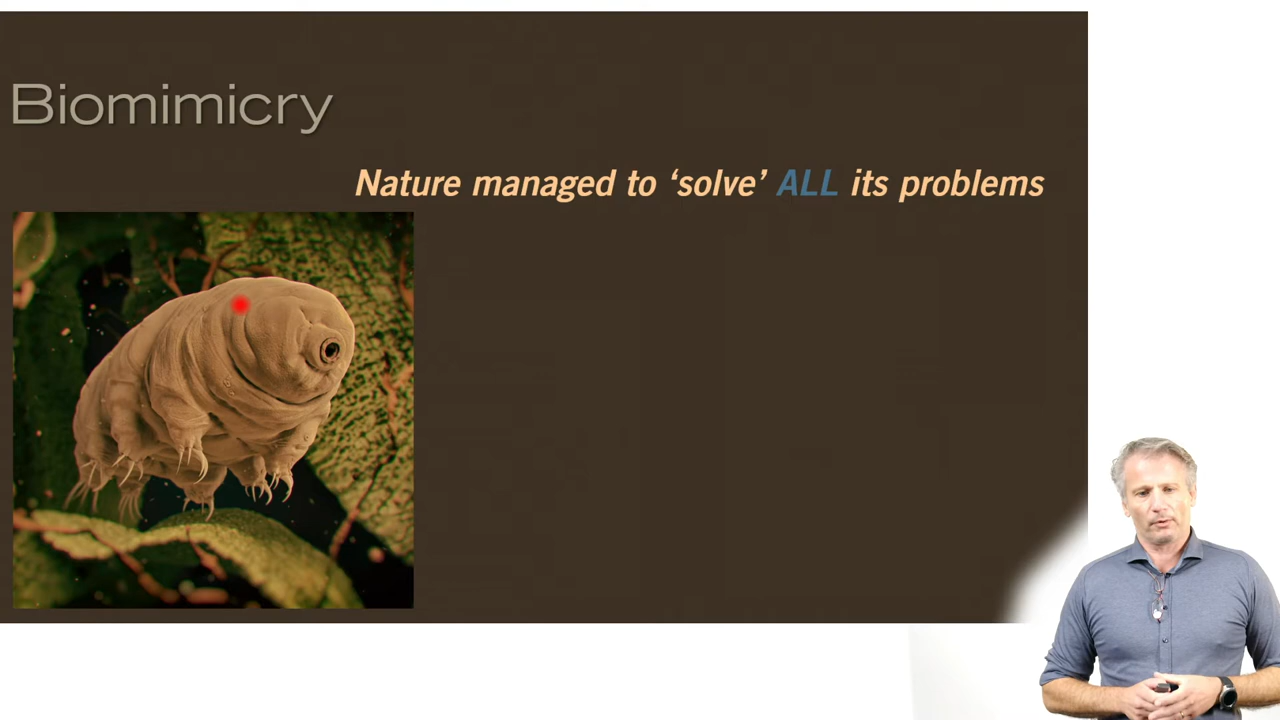 Biomimicry
Nature managed to ‘solve’ ALL its problems